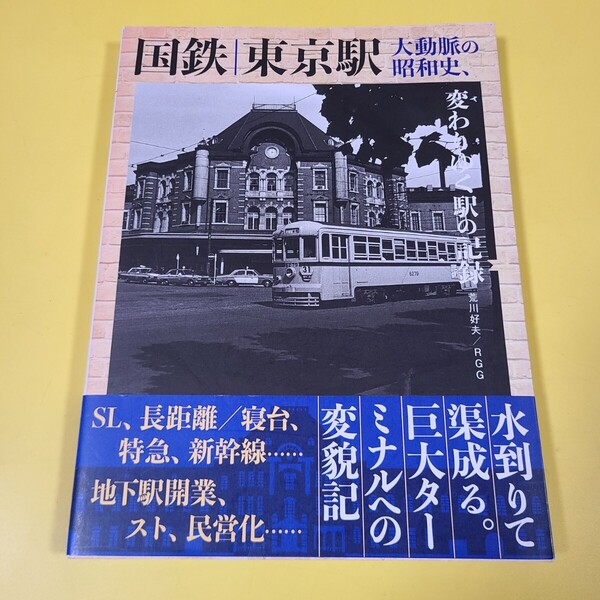 国鉄|東京駅
大動脈の
昭和史、
変わりゆく駅の記録
荒川好夫/RGG
31
6276
SL、長距離/寝台、
特急、新幹線……
地下駅開業、
スト、民営化……
水到りて
渠成る。
巨大ター
ミナルへの
変貌記